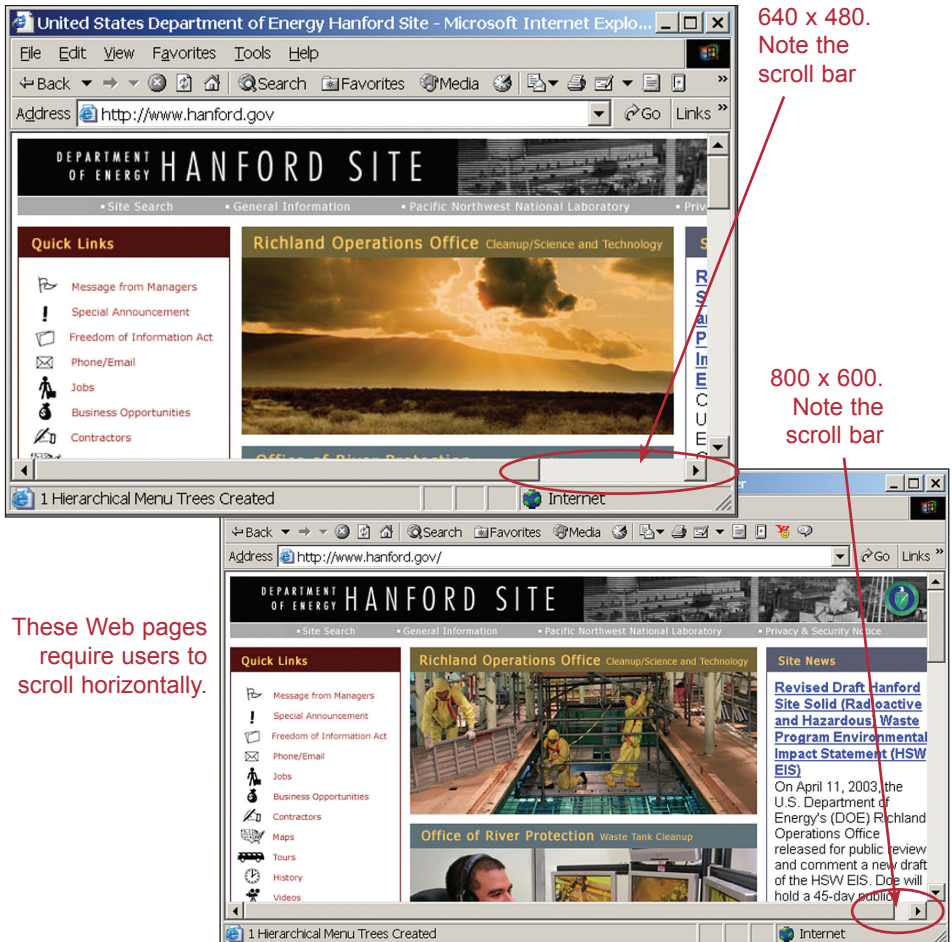 United States Department of Energy Hanford Site - Microsoft Internet Explo...
File Edit View Favorites Tools Help
Back Search Favorites Media »
Address http://www.hanford.gov Go Links »
DEPARTMENT OF ENERGY HANFORD SITE
▪ Site Search ▪ General Information ▪ Pacific Northwest National Laboratory ▪ Priv
Quick Links
Message from Managers
Special Announcement
Freedom of Information Act
Phone/Email
Jobs
Business Opportunities
Contractors
Richland Operations Office Cleanup/Science and Technology
Office of River Protection
S
R
S
ar
P
In
E
C
U
E
1 Hierarchical Menu Trees Created Internet
640 x 480.
Note the
scroll bar
800 x 600.
Note the
scroll bar
These Web pages
require users to
scroll horizontally.
er
Back Search Favorites Media
Address http://www.hanford.gov/ Go Links »
DEPARTMENT OF ENERGY HANFORD SITE
▪ Site Search ▪ General Information ▪ Pacific Northwest National Laboratory ▪ Privacy & Security Notice
Quick Links
Message from Managers
Special Announcement
Freedom of Information Act
Phone/Email
Jobs
Business Opportunities
Contractors
Maps
Tours
History
Videos
Richland Operations Office Cleanup/Science and Technology
Office of River Protection Waste Tank Cleanup
Site News
Revised Draft Hanford
Site Solid (Radioactive
and Hazardous) Waste
Program Environmental
Impact Statement (HSW
EIS)
On April 11, 2003, the
U.S. Department of
Energy's (DOE) Richland
Operations Office
released for public review
and comment a new draft
of the HSW EIS. Doe will
hold a 45-day public
1 Hierarchical Menu Trees Created Internet